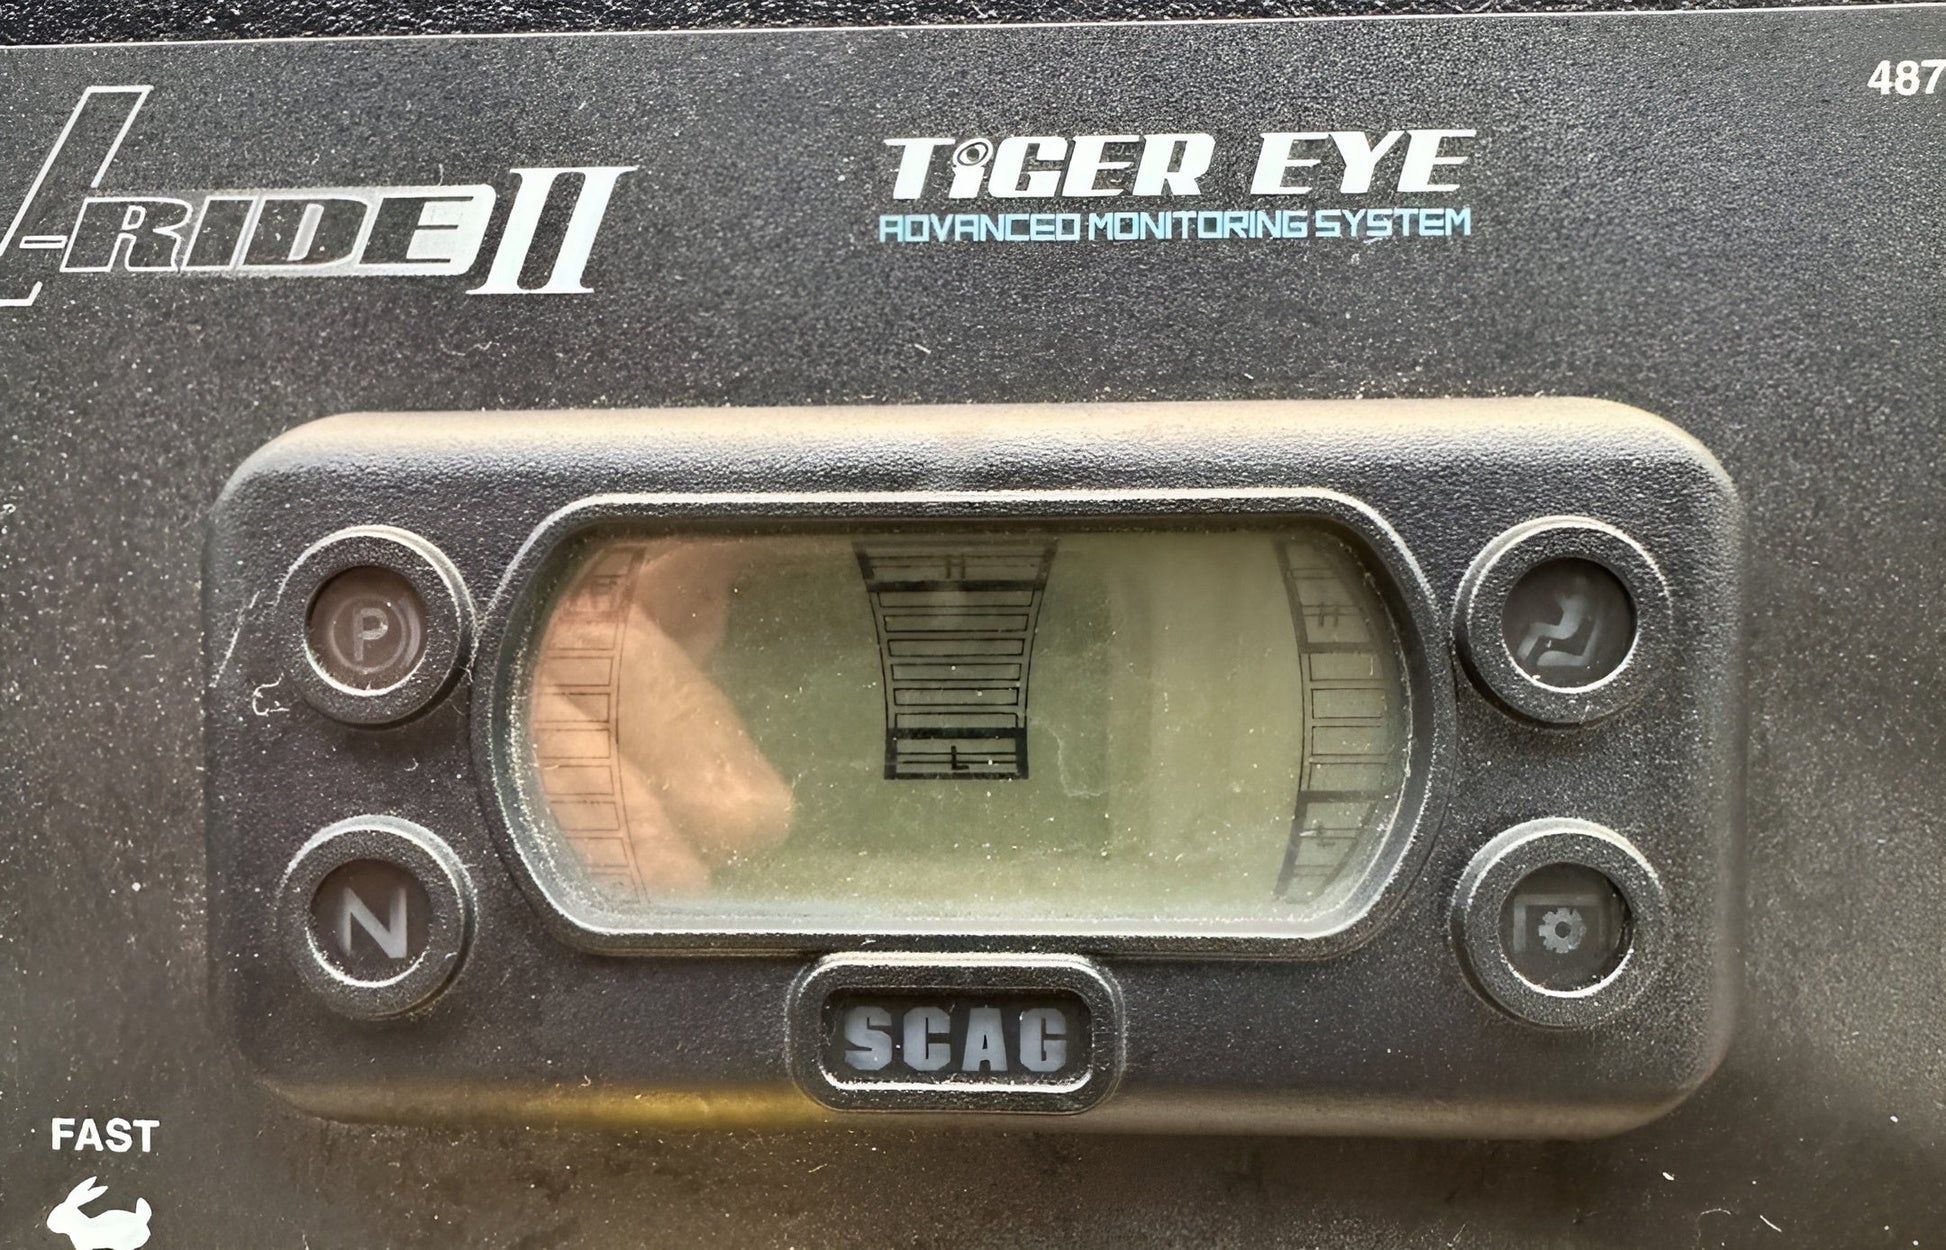 487
TiGER EYE
ADVANCED MONITORING SYSTEM
-RIDE II
H
H
P
L
N
SCAG
FAST